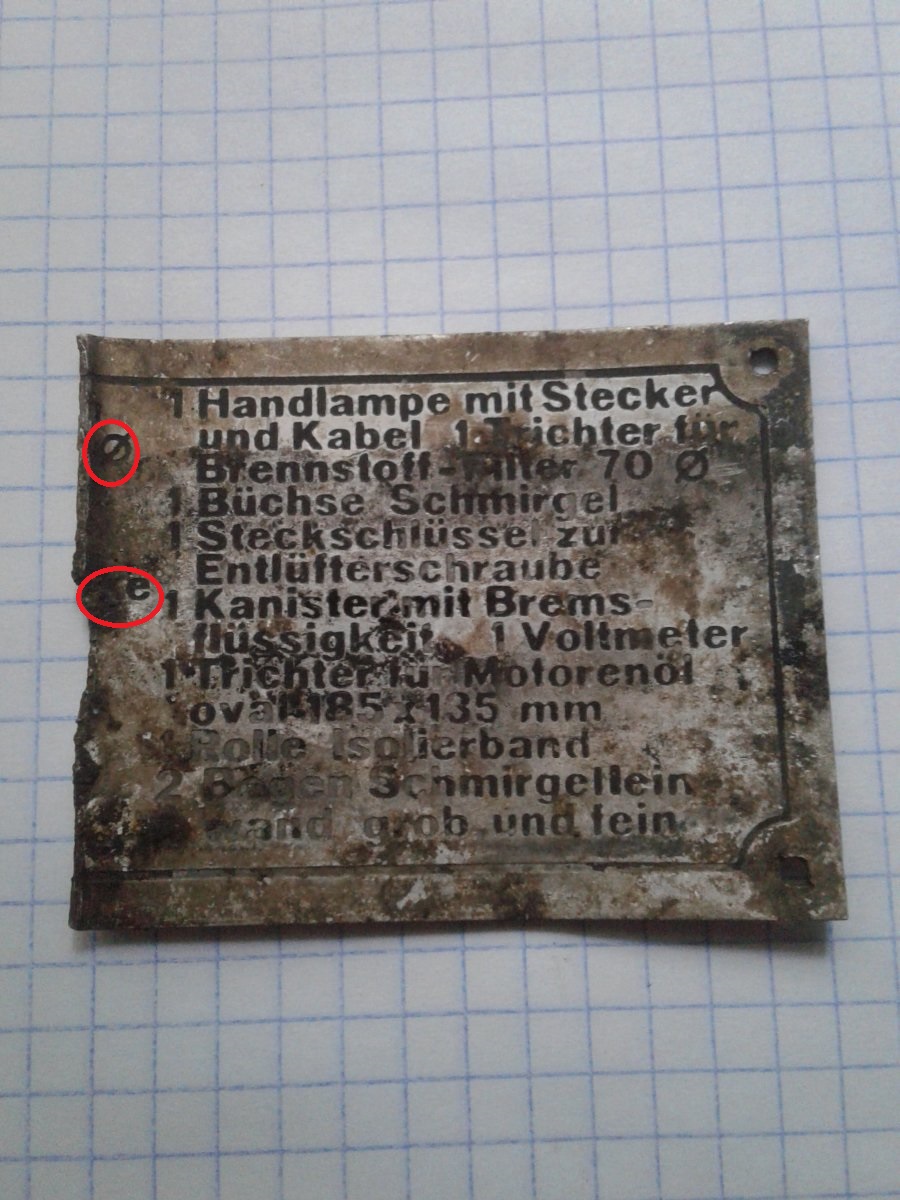 1 Handlampe mit Stecker
Ø und Kabel 1 Trichter für
Brennstoff-Filter 70 Ø
1 Büchse Schmirgel
1 Steckschlüssel zur
Entlüfterschraube
e 1 Kanister mit Brems-
flüssigkeit 1 Voltmeter
1 Trichter für Motorenöl
oval 185 x 135 mm
1 Rolle Isolierband
2 Bogen Schmirgellein
wand grob und fein